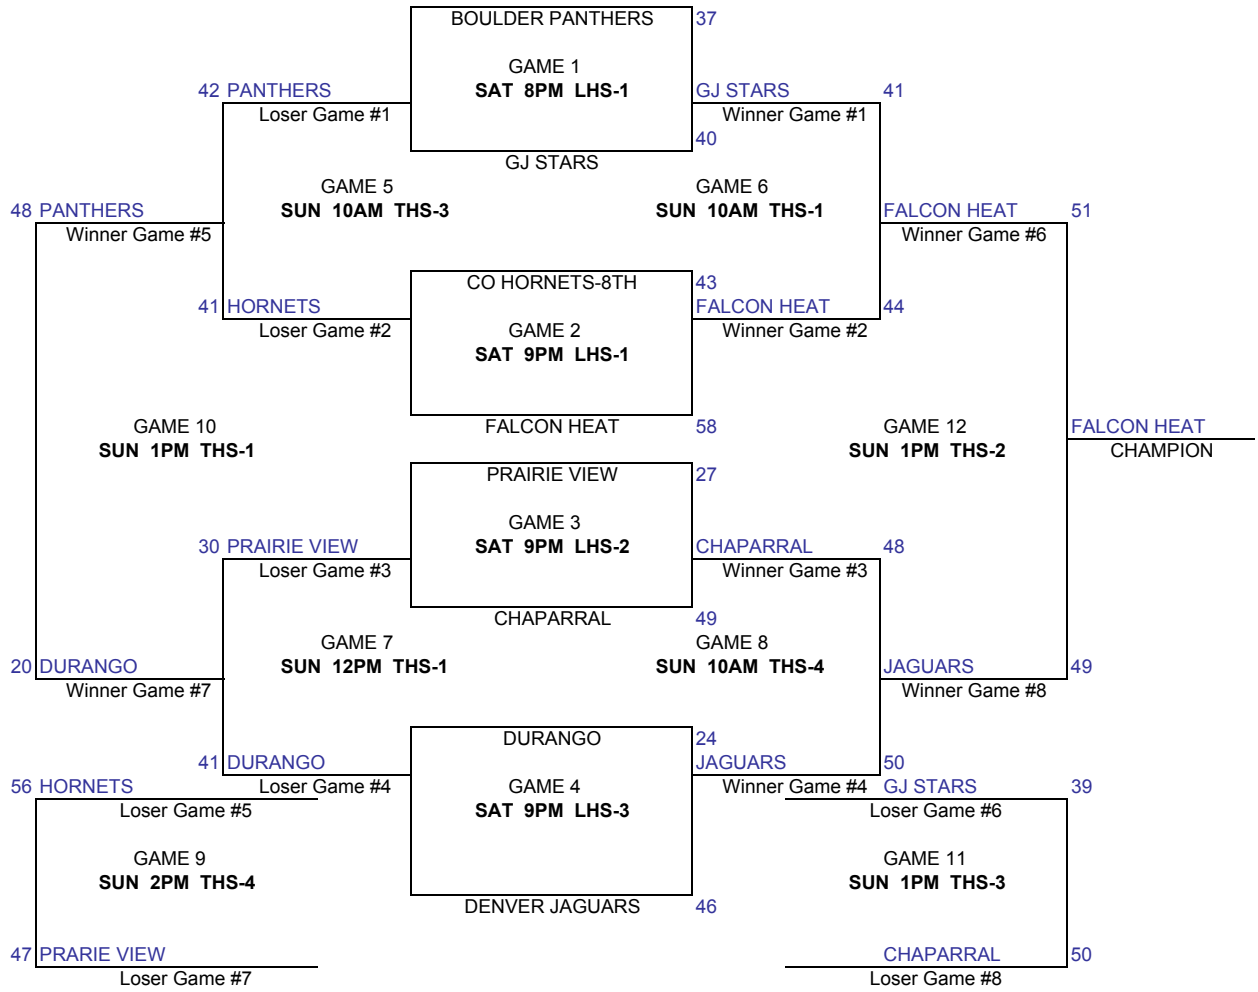 BOULDER PANTHERS 37
GAME 1
42 PANTHERS SAT 8PM LHS-1 GJ STARS 41
Loser Game #1 Winner Game #1
40
GJ STARS
GAME 5 GAME 6
48 PANTHERS SUN 10AM THS-3 SUN 10AM THS-1 FALCON HEAT 51
Winner Game #5 Winner Game #6
CO HORNETS-8TH 43
41 HORNETS FALCON HEAT 44
Loser Game #2 GAME 2 Winner Game #2
SAT 9PM LHS-1
GAME 10 FALCON HEAT 58 GAME 12 FALCON HEAT
SUN 1PM THS-1 SUN 1PM THS-2 CHAMPION
PRAIRIE VIEW 27
GAME 3
30 PRAIRIE VIEW SAT 9PM LHS-2 CHAPARRAL 48
Loser Game #3 Winner Game #3
CHAPARRAL 49
GAME 7 GAME 8
20 DURANGO SUN 12PM THS-1 SUN 10AM THS-4 JAGUARS 49
Winner Game #7 Winner Game #8
DURANGO 24
41 DURANGO JAGUARS 50
56 HORNETS Loser Game #4 GAME 4 Winner Game #4 GJ STARS 39
Loser Game #5 SAT 9PM LHS-3 Loser Game #6
GAME 9 GAME 11
SUN 2PM THS-4 SUN 1PM THS-3
DENVER JAGUARS 46
47 PRARIE VIEW CHAPARRAL 50
Loser Game #7 Loser Game #8